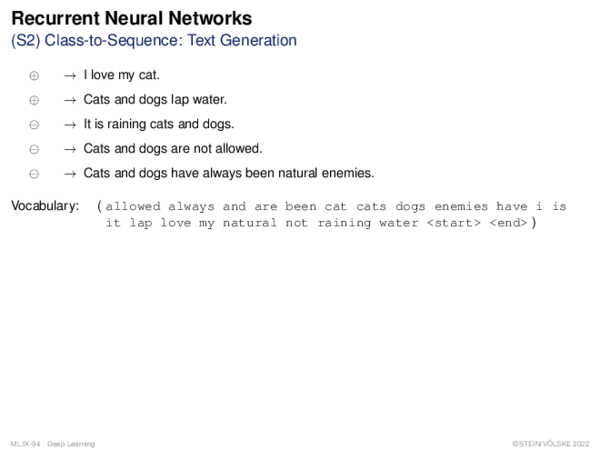 Recurrent Neural Networks
(S2) Class-to-Sequence: Text Generation
⊕ → I love my cat.
⊕ → Cats and dogs lap water.
⊖ → It is raining cats and dogs.
⊖ → Cats and dogs are not allowed.
⊖ → Cats and dogs have always been natural enemies.
Vocabulary: ( allowed always and are been cat cats dogs enemies have i is
it lap love my natural not raining water <start> <end> )
ML:IX-94 Deep Learning ©STEIN/VÖLSKE 2022